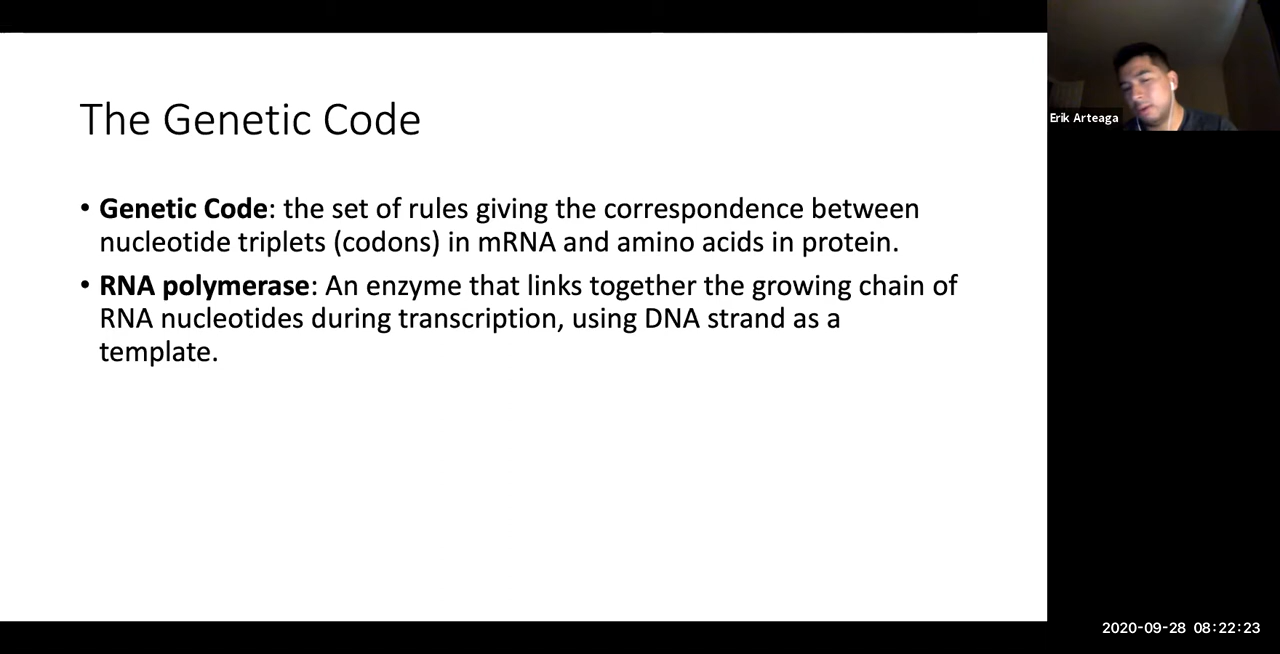 The Genetic Code
• Genetic Code: the set of rules giving the correspondence between
nucleotide triplets (codons) in mRNA and amino acids in protein.
• RNA polymerase: An enzyme that links together the growing chain of
RNA nucleotides during transcription, using DNA strand as a
template.
Erik Arteaga
2020-09-28 08:22:23